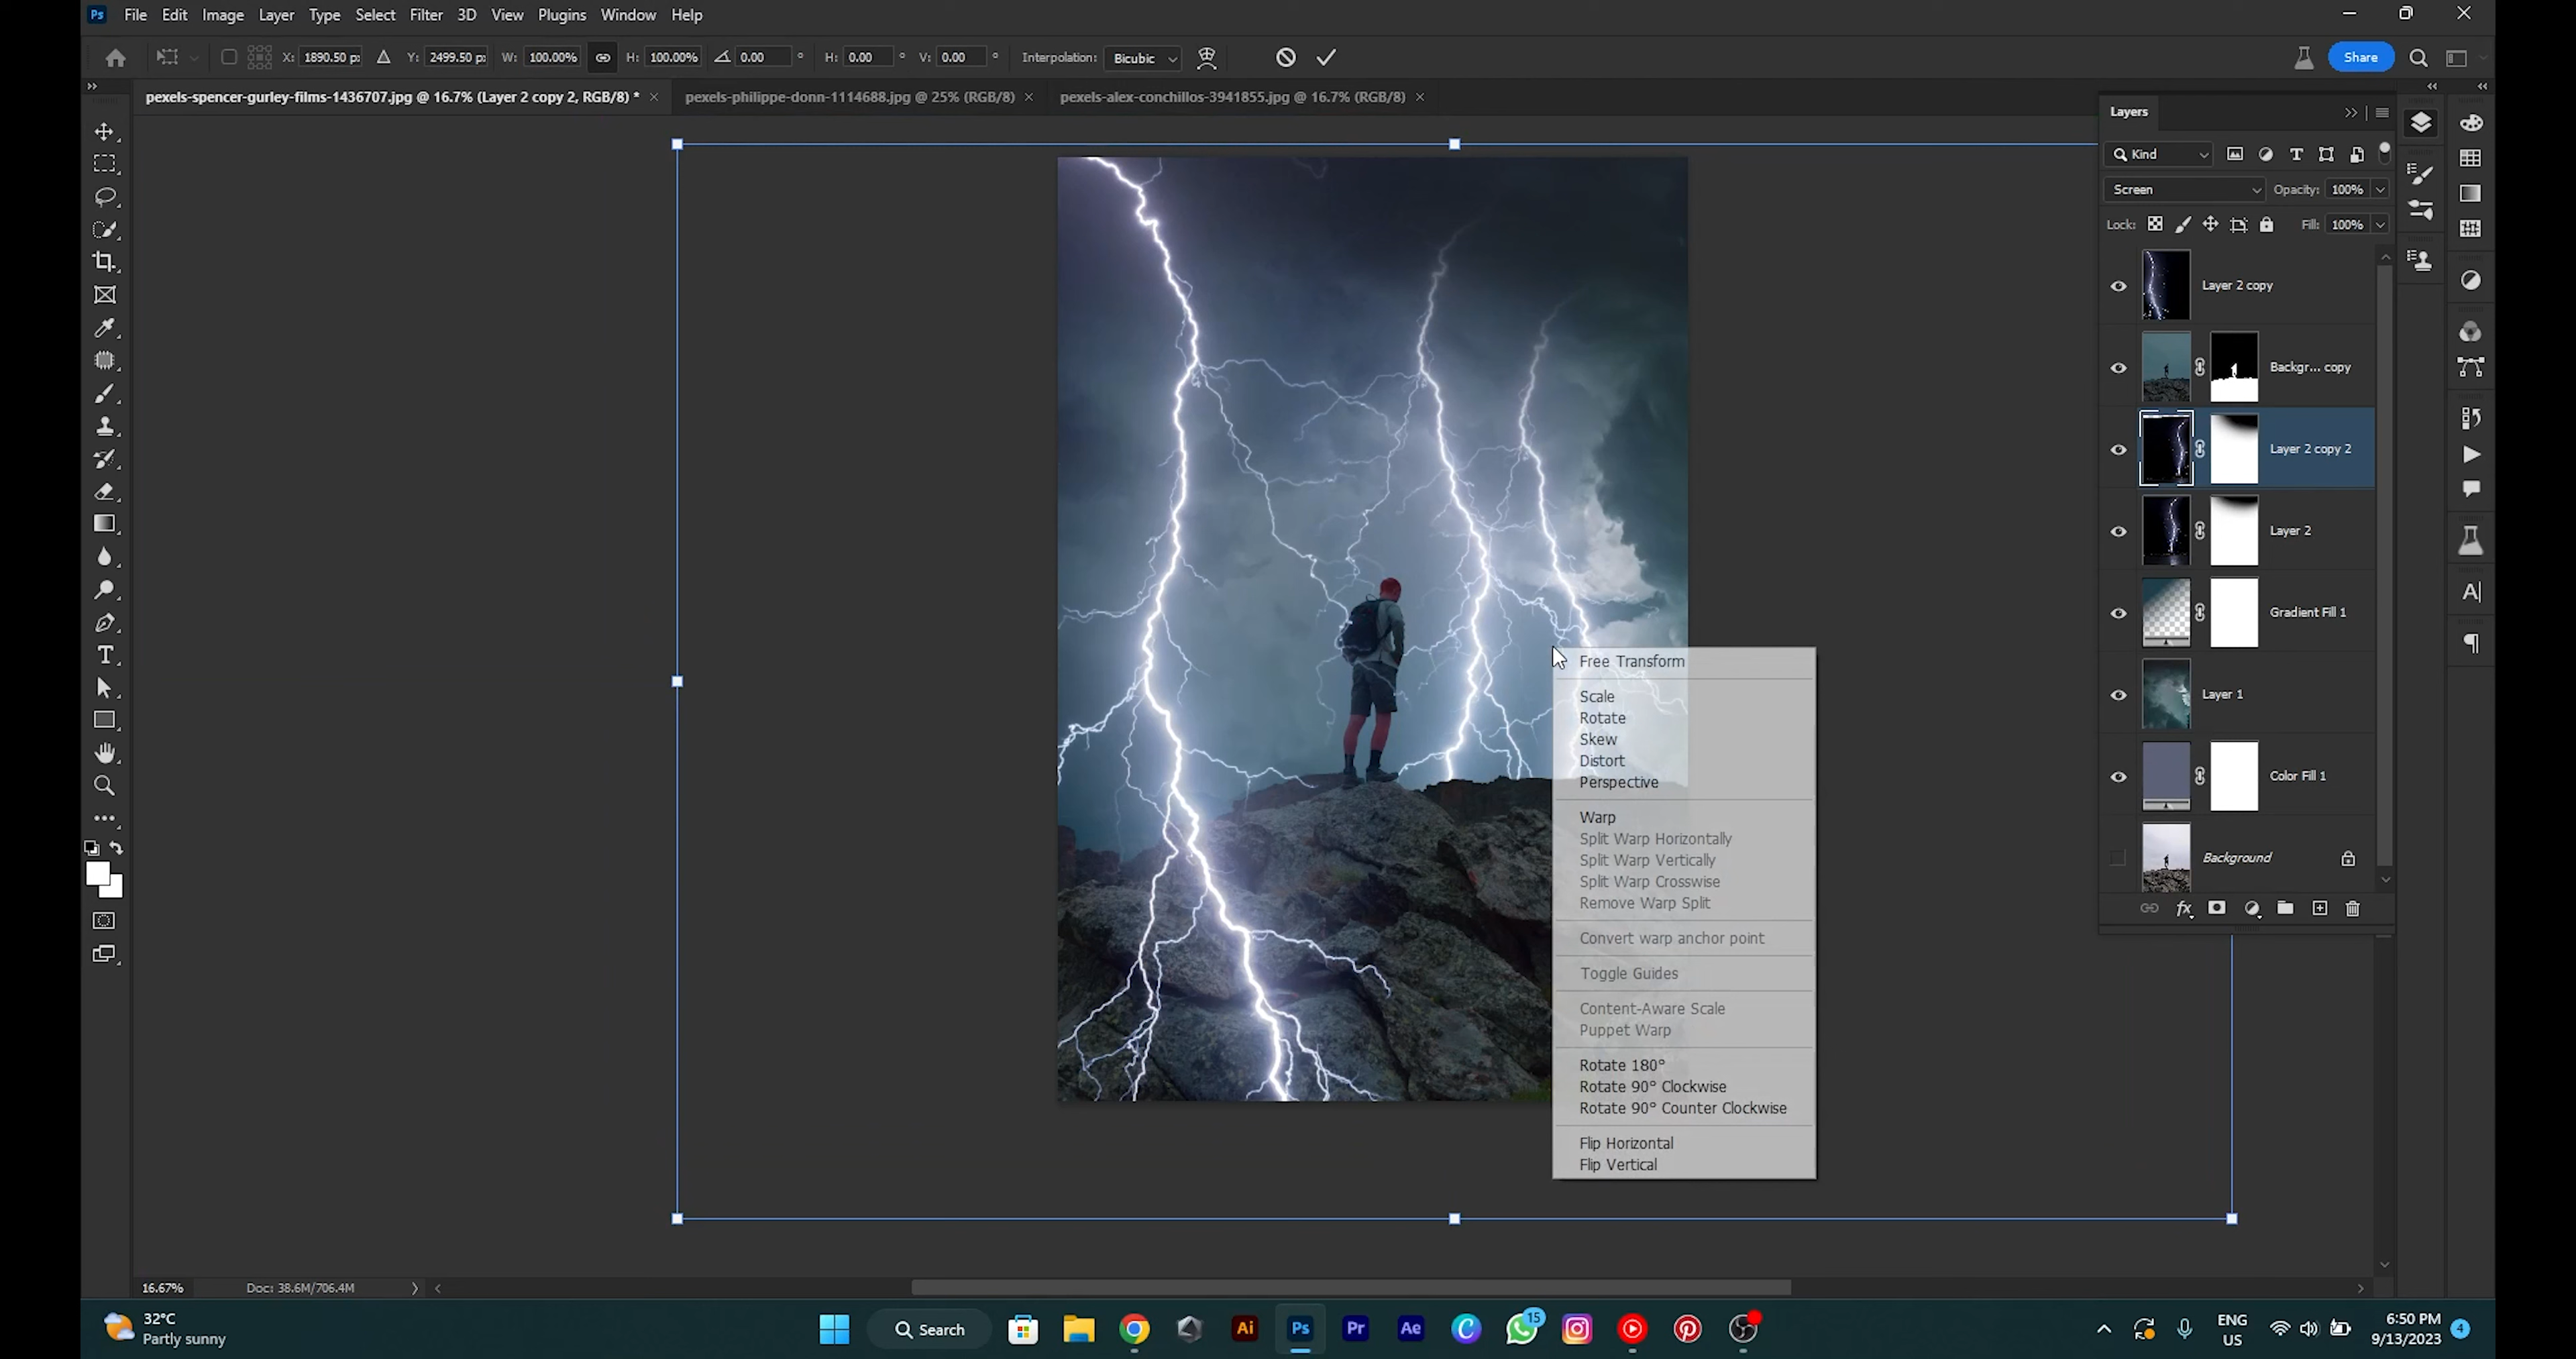 Ps File Edit Image Layer Type Select Filter 3D View Plugins Window Help
X: 1890.50 p: Y: 2499.50 p: W: 100.00% H: 100.00% 0.00 ° H: 0.00 ° V: 0.00 ° Interpolation: Bicubic Share
pexels-spencer-gurley-films-1436707.jpg @ 16.7% (Layer 2 copy 2, RGB/8) * pexels-philippe-donn-1114688.jpg @ 25% (RGB/8) pexels-alex-conchillos-3941855.jpg @ 16.7% (RGB/8)
Layers
Kind
Screen Opacity: 100%
Lock: Fill: 100%
Layer 2 copy
Backgr... copy
Layer 2 copy 2
Layer 2
Gradient Fill 1
Layer 1
Color Fill 1
Background
Free Transform
Scale
Rotate
Skew
Distort
Perspective
Warp
Split Warp Horizontally
Split Warp Vertically
Split Warp Crosswise
Remove Warp Split
Convert warp anchor point
Toggle Guides
Content-Aware Scale
Puppet Warp
Rotate 180°
Rotate 90° Clockwise
Rotate 90° Counter Clockwise
Flip Horizontal
Flip Vertical
16.67% Doc: 38.6M/706.4M
32°C
Partly sunny
Search
Ai Ps Pr Ae
15
ENG
US
6:50 PM
9/13/2023
4